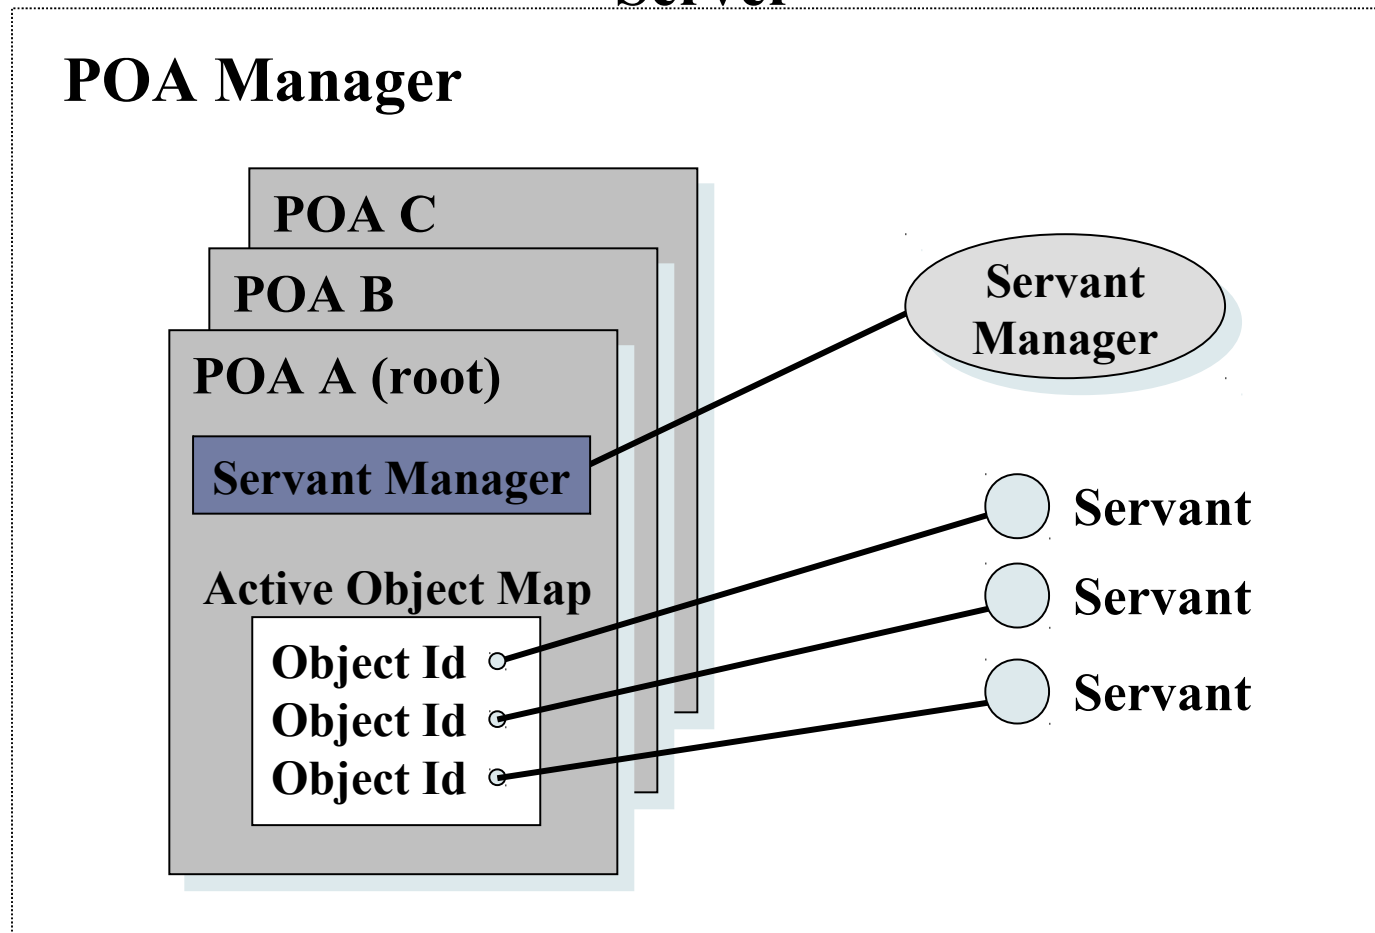 Server
POA Manager
POA C
POA B
POA A (root)
Servant Manager
Active Object Map
Object Id
Object Id
Object Id
Servant
Manager
Servant
Servant
Servant